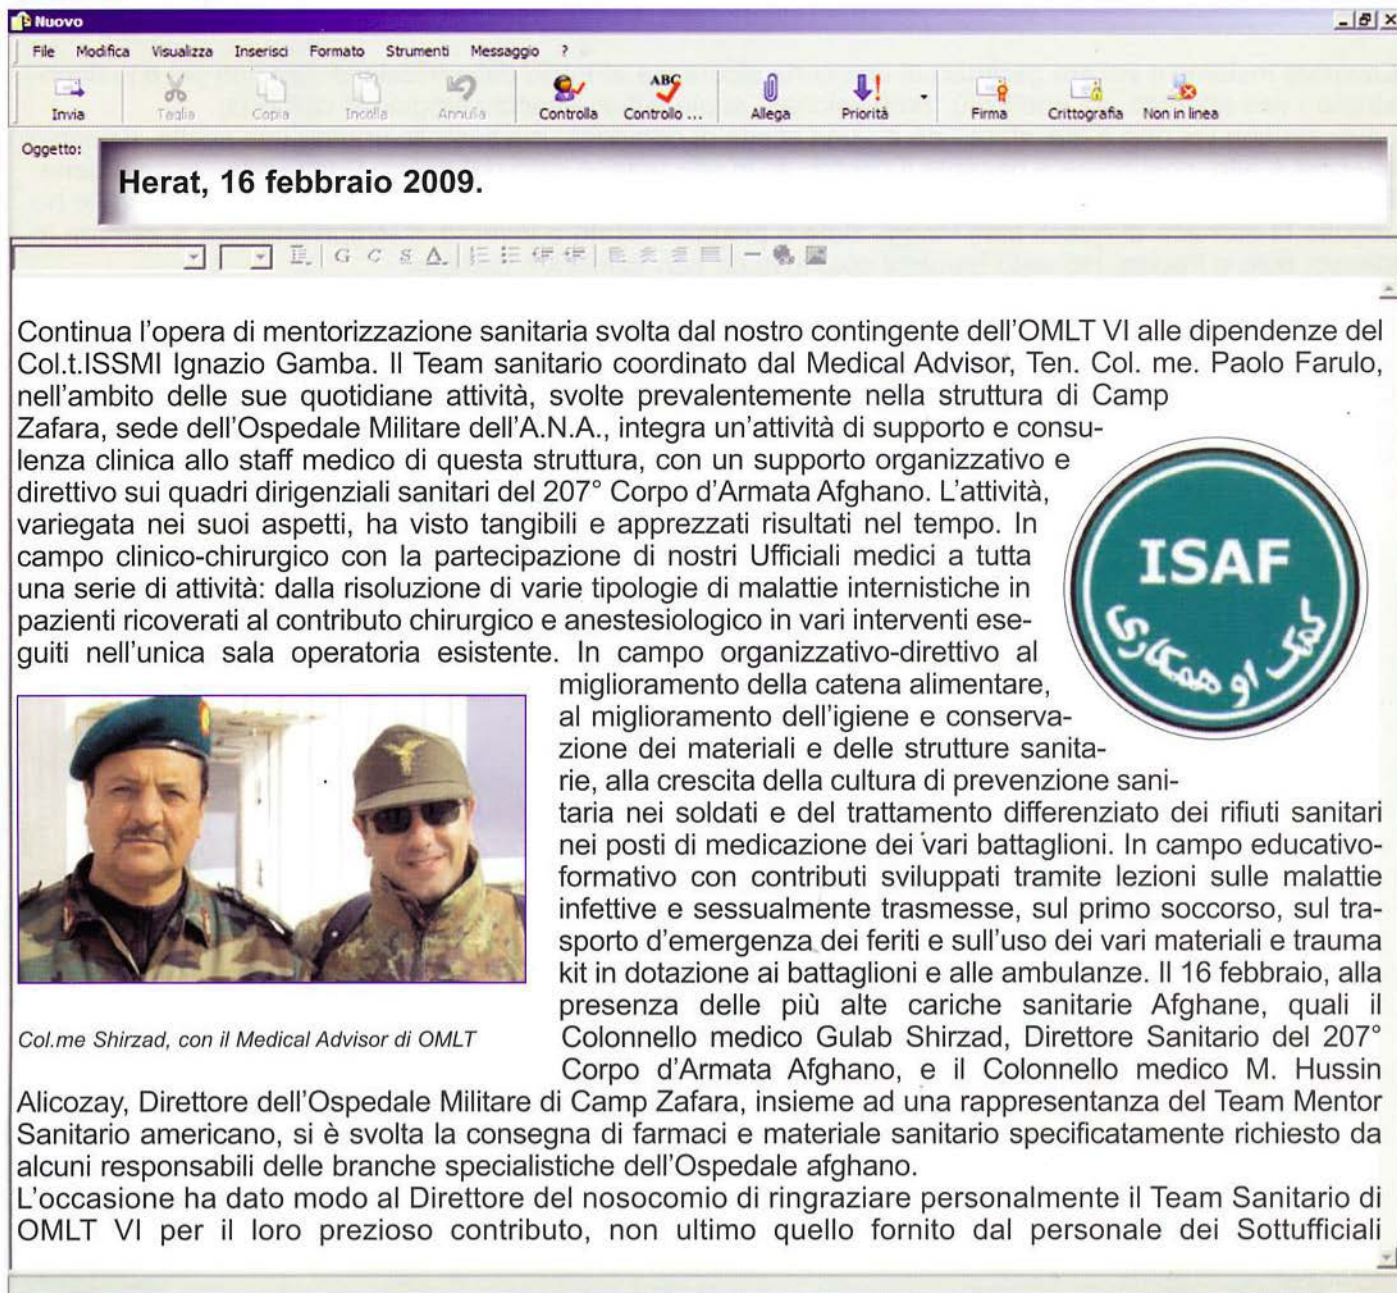 Nuovo
File Modifica Visualizza Inserisci Formato Strumenti Messaggio ?
Invia Taglia Copia Incolla Annulla Controlla ABC Controllo ... Allega Priorità Firma Crittografia Non in linea
Oggetto:
Herat, 16 febbraio 2009.
G C S A
Continua l'opera di mentorizzazione sanitaria svolta dal nostro contingente dell'OMLT VI alle dipendenze del
Col.t.ISSMI Ignazio Gamba. Il Team sanitario coordinato dal Medical Advisor, Ten. Col. me. Paolo Farulo,
nell'ambito delle sue quotidiane attività, svolte prevalentemente nella struttura di Camp
Zafara, sede dell'Ospedale Militare dell'A.N.A., integra un'attività di supporto e consu-
lenza clinica allo staff medico di questa struttura, con un supporto organizzativo e
direttivo sui quadri dirigenziali sanitari del 207° Corpo d'Armata Afghano. L'attività,
variegata nei suoi aspetti, ha visto tangibili e apprezzati risultati nel tempo. In
campo clinico-chirurgico con la partecipazione di nostri Ufficiali medici a tutta
una serie di attività: dalla risoluzione di varie tipologie di malattie internistiche in
pazienti ricoverati al contributo chirurgico e anestesiologico in vari interventi ese-
guiti nell'unica sala operatoria esistente. In campo organizzativo-direttivo al
miglioramento della catena alimentare,
al miglioramento dell'igiene e conserva-
zione dei materiali e delle strutture sanita-
rie, alla crescita della cultura di prevenzione sani-
taria nei soldati e del trattamento differenziato dei rifiuti sanitari
nei posti di medicazione dei vari battaglioni. In campo educativo-
formativo con contributi sviluppati tramite lezioni sulle malattie
infettive e sessualmente trasmesse, sul primo soccorso, sul tra-
sporto d'emergenza dei feriti e sull'uso dei vari materiali e trauma
kit in dotazione ai battaglioni e alle ambulanze. Il 16 febbraio, alla
presenza delle più alte cariche sanitarie Afghane, quali il
Colonnello medico Gulab Shirzad, Direttore Sanitario del 207°
Corpo d'Armata Afghano, e il Colonnello medico M. Hussin
Alicozay, Direttore dell'Ospedale Militare di Camp Zafara, insieme ad una rappresentanza del Team Mentor
Sanitario americano, si è svolta la consegna di farmaci e materiale sanitario specificatamente richiesto da
alcuni responsabili delle branche specialistiche dell'Ospedale afghano.
L'occasione ha dato modo al Direttore del nosocomio di ringraziare personalmente il Team Sanitario di
OMLT VI per il loro prezioso contributo, non ultimo quello fornito dal personale dei Sottufficiali
ISAF
کمک او همکاری
Col.me Shirzad, con il Medical Advisor di OMLT